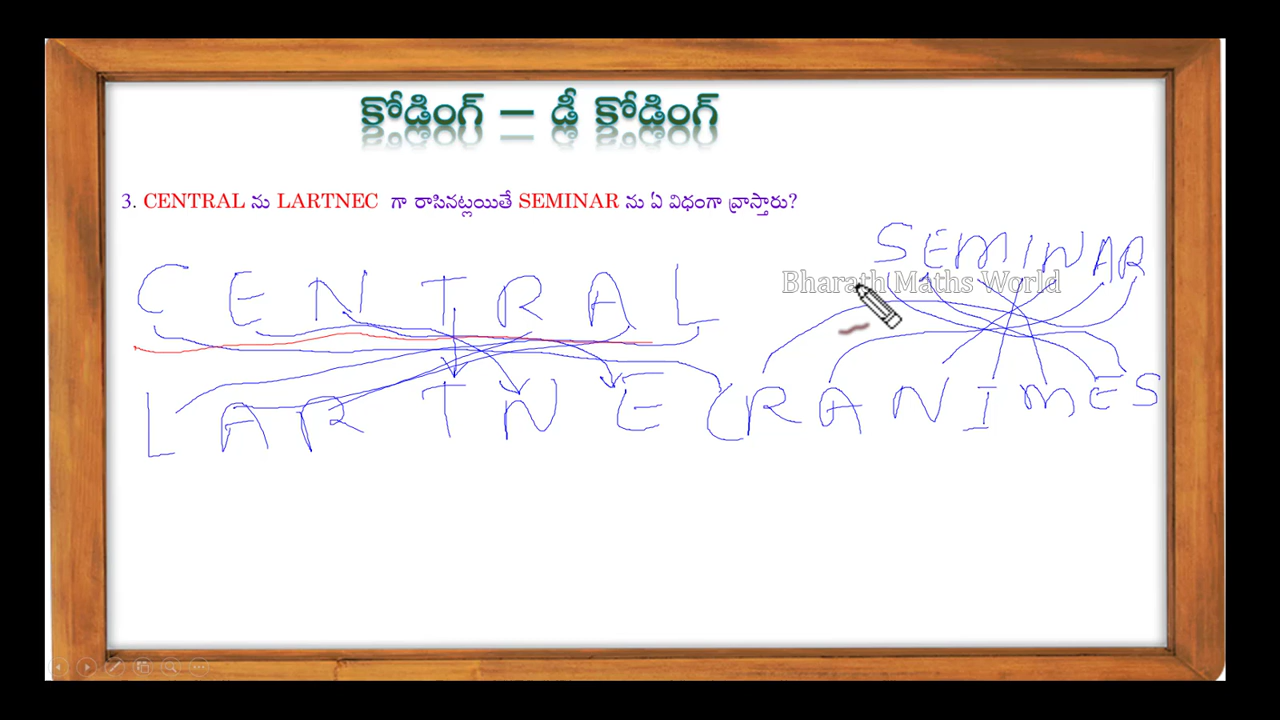 కోడింగ్ – డీ కోడింగ్
3. CENTRAL ను LARTNEC గా రాసినట్లయితే SEMINAR ను ఏ విధంగా వ్రాస్తారు?
SEMINAR
Bharath Maths World
CENTRAL
LARTNEC
RANIMES